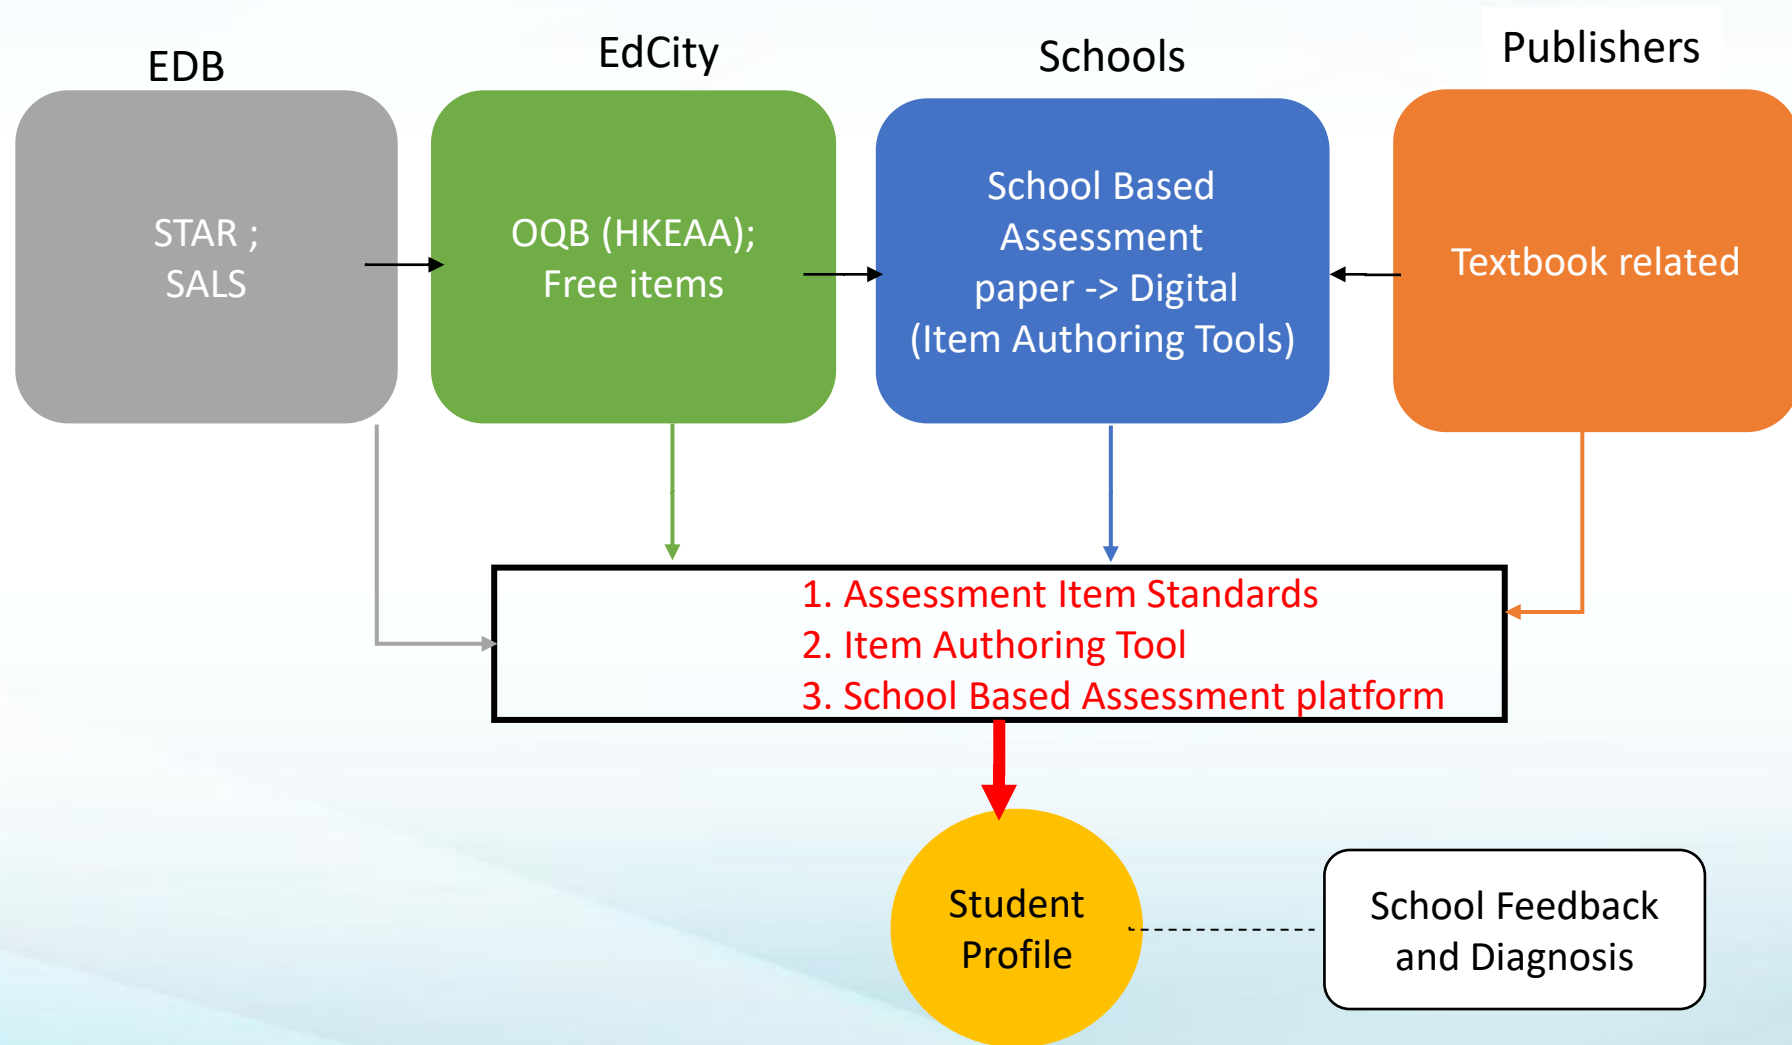 EDB
EdCity
Schools
Publishers
STAR ;
SALS
OQB (HKEAA);
Free items
School Based
Assessment
paper -> Digital
(Item Authoring Tools)
Textbook related
1. Assessment Item Standards
2. Item Authoring Tool
3. School Based Assessment platform
Student
Profile
School Feedback
and Diagnosis